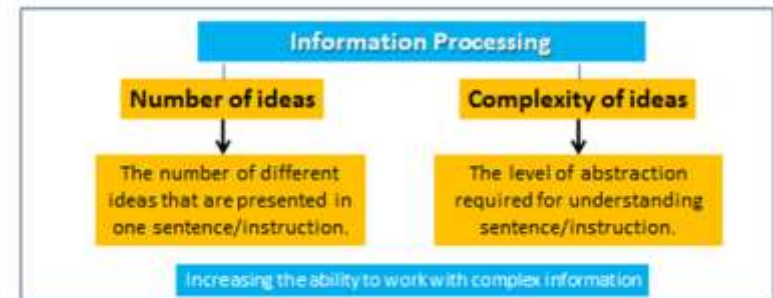 Information Processing
Number of ideas
Complexity of ideas
The number of different
ideas that are presented in
one sentence/instruction.
The level of abstraction
required for understanding
sentence/instruction.
Increasing the ability to work with complex information